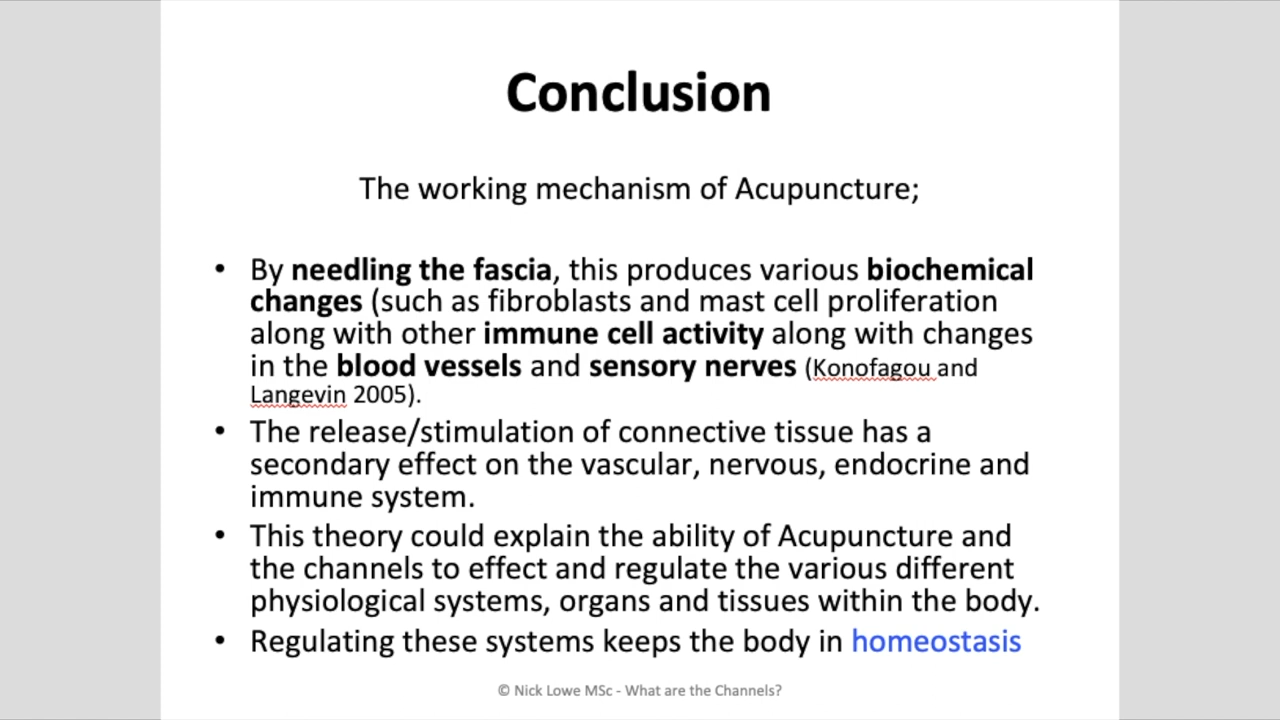 Conclusion
The working mechanism of Acupuncture;
• By needling the fascia, this produces various biochemical
changes (such as fibroblasts and mast cell proliferation
along with other immune cell activity along with changes
in the blood vessels and sensory nerves (Konofagou and
Langevin 2005).
• The release/stimulation of connective tissue has a
secondary effect on the vascular, nervous, endocrine and
immune system.
• This theory could explain the ability of Acupuncture and
the channels to effect and regulate the various different
physiological systems, organs and tissues within the body.
• Regulating these systems keeps the body in homeostasis
© Nick Lowe MSc - What are the Channels?